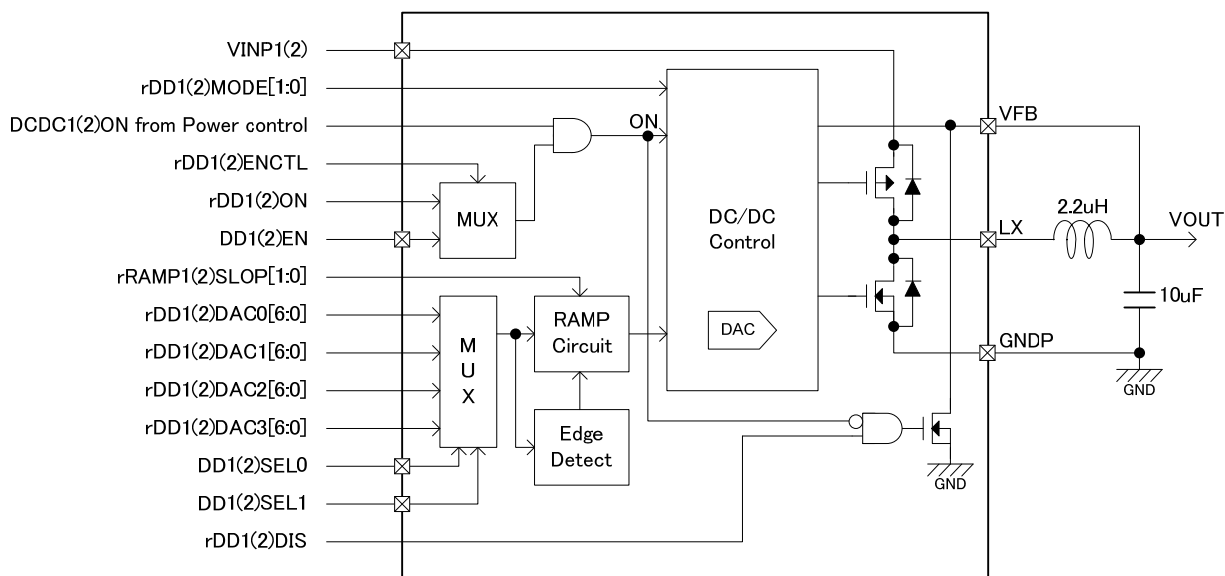 VINP1(2)
rDD1(2)MODE[1:0]
DCDC1(2)ON from Power control
rDD1(2)ENCTL
rDD1(2)ON
DD1(2)EN
rRAMP1(2)SLOP[1:0]
rDD1(2)DAC0[6:0]
rDD1(2)DAC1[6:0]
rDD1(2)DAC2[6:0]
rDD1(2)DAC3[6:0]
DD1(2)SEL0
DD1(2)SEL1
rDD1(2)DIS
MUX
M
U
X
RAMP
Circuit
Edge
Detect
ON
DC/DC
Control
DAC
VFB
LX
GNDP
GND
2.2uH
VOUT
10uF
GND